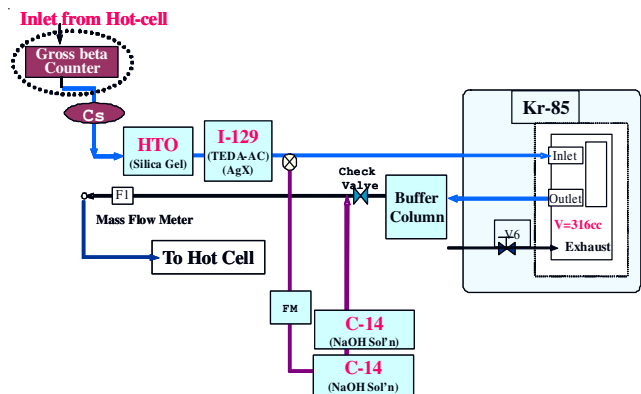 Inlet from Hot-cell
Gross beta
Counter
Cs
HTO
(Silica Gel)
I-129
(TEDA-AC)
(AgX)
Kr-85
Inlet
Outlet
V=316cc
Exhaust
V6
Check
Valve
Buffer
Column
F1
Mass Flow Meter
To Hot Cell
FM
C-14
(NaOH Sol'n)
C-14
(NaOH Sol'n)